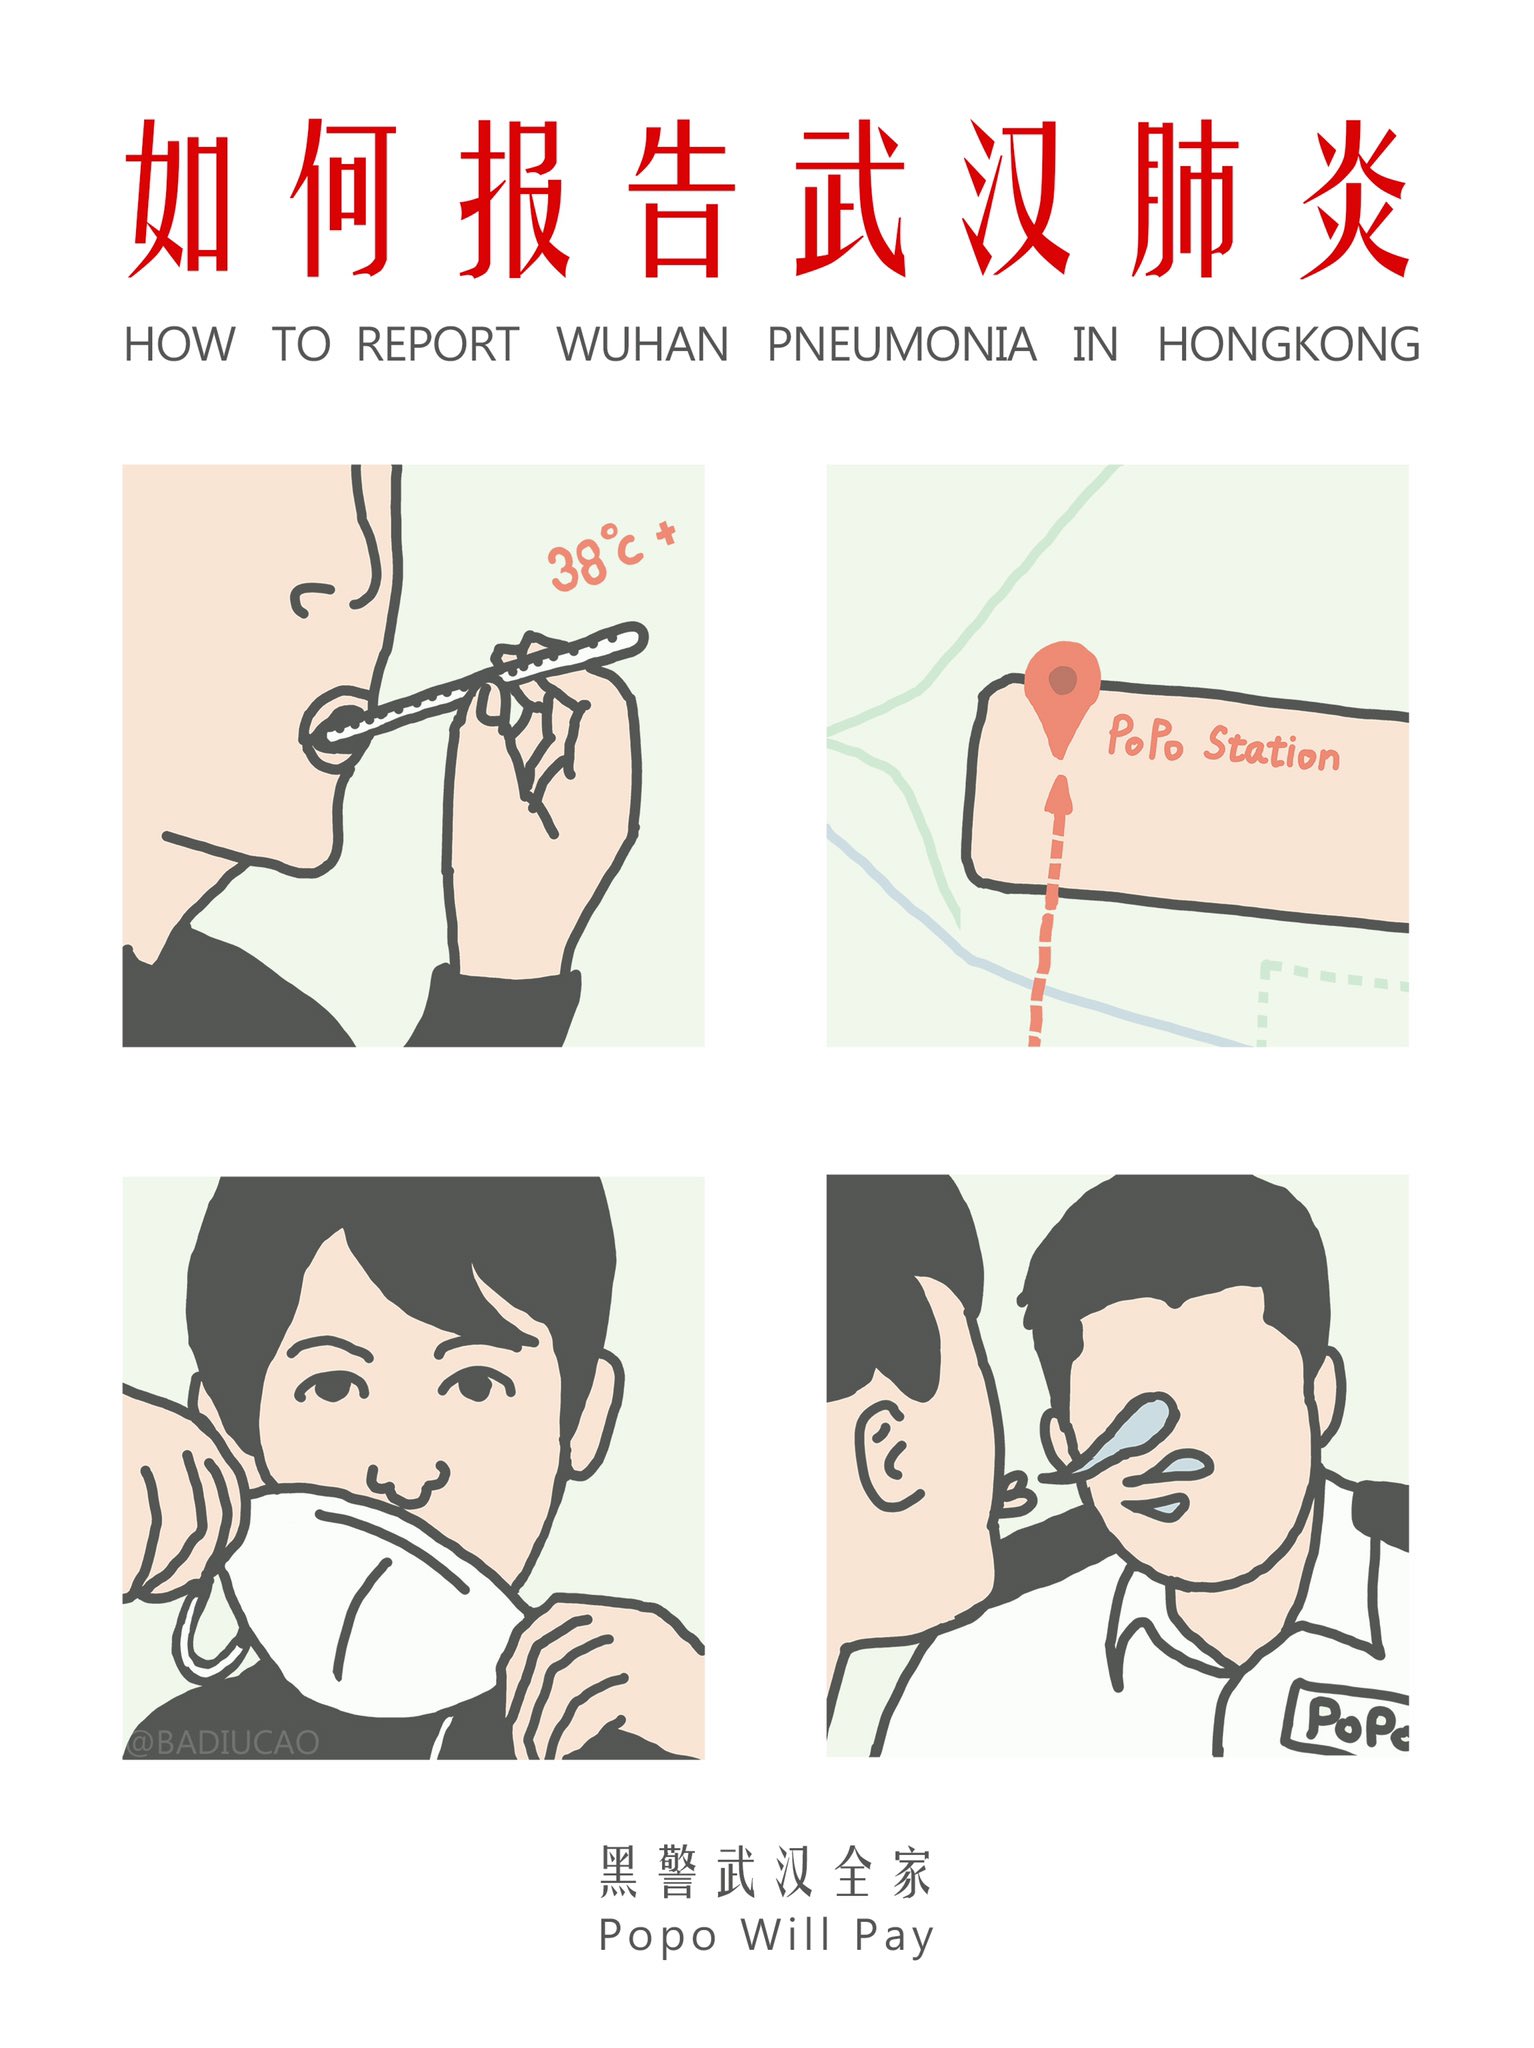 如何报告武汉肺炎
HOW TO REPORT WUHAN PNEUMONIA IN HONGKONG
38°c +
PoPo Station
@BADIUCAO
PoPo
黑警武汉全家
Popo Will Pay